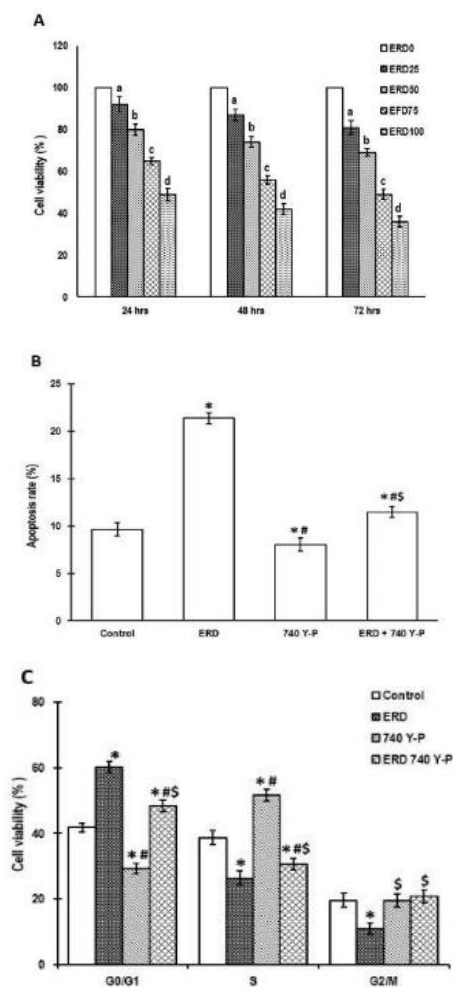 A
120
100
80
60
40
20
0
Cell viability (%)
a
b
c
d
a
b
c
d
a
b
c
d
24 hrs
48 hrs
72 hrs
ERD0
ERD25
ERD50
EFD75
ERD100
B
25
20
15
10
5
0
Apoptosis rate (%)
*
*#
*#$
Control
ERD
740 Y-P
ERD + 740 Y-P
C
80
60
40
20
0
Cell viability (%)
Control
ERD
740 Y-P
ERD 740 Y-P
*
*#
*#$
*
*#
*#$
*
$
$
G0/G1
S
G2/M